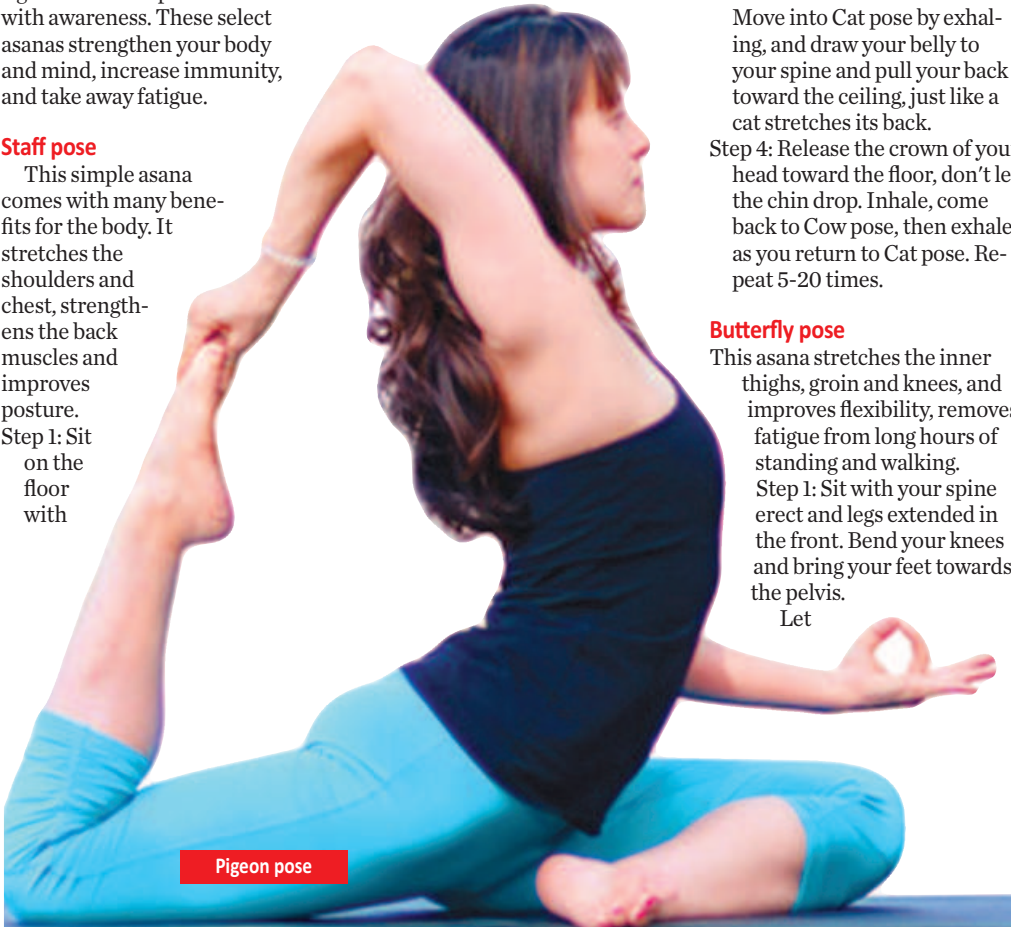 with awareness. These select
asanas strengthen your body
and mind, increase immunity,
and take away fatigue.
Staff pose
This simple asana
comes with many bene-
fits for the body. It
stretches the
shoulders and
chest, strength-
ens the back
muscles and
improves
posture.
Step 1: Sit
on the
floor
with
Move into Cat pose by exhal-
ing, and draw your belly to
your spine and pull your back
toward the ceiling, just like a
cat stretches its back.
Step 4: Release the crown of
head toward the floor, don't
the chin drop. Inhale, come
back to Cow pose, then exhale
as you return to Cat pose. Re-
peat 5-20 times.
Butterfly pose
This asana stretches the inner
thighs, groin and knees, and
improves flexibility, removes
fatigue from long hours of
standing and walking.
Step 1: Sit with your spine
erect and legs extended in
the front. Bend your knees
and bring your feet towards
the pelvis.
Let
Pigeon pose